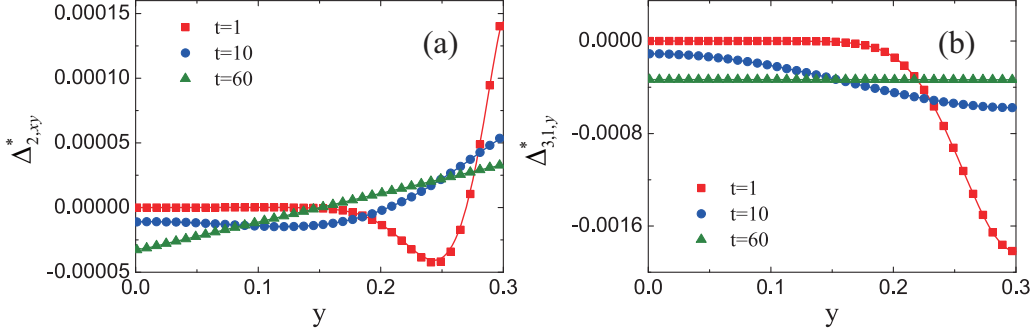 0.00015
0.00010
0.00005
0.00000
-0.00005
0.0
0.1
0.2
0.3
y
Δ*2,xy
t=1
t=10
t=60
(a)
0.0000
-0.0008
-0.0016
0.0
0.1
0.2
0.3
y
Δ*3,1,y
t=1
t=10
t=60
(b)